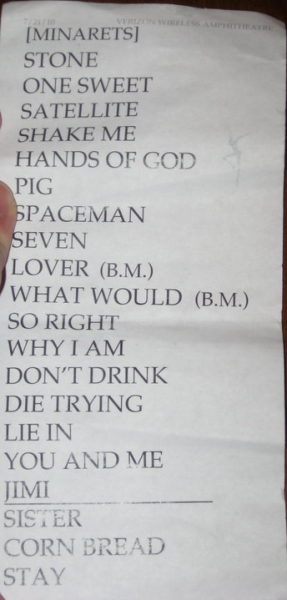 7/31/10 VERIZON WIRELESS AMPHITHEATRE
[MINARETS]
STONE
ONE SWEET
SATELLITE
SHAKE ME
HANDS OF GOD
PIG
SPACEMAN
SEVEN
LOVER (B.M.)
WHAT WOULD (B.M.)
SO RIGHT
WHY I AM
DON'T DRINK
DIE TRYING
LIE IN
YOU AND ME
JIMI
SISTER
CORN BREAD
STAY